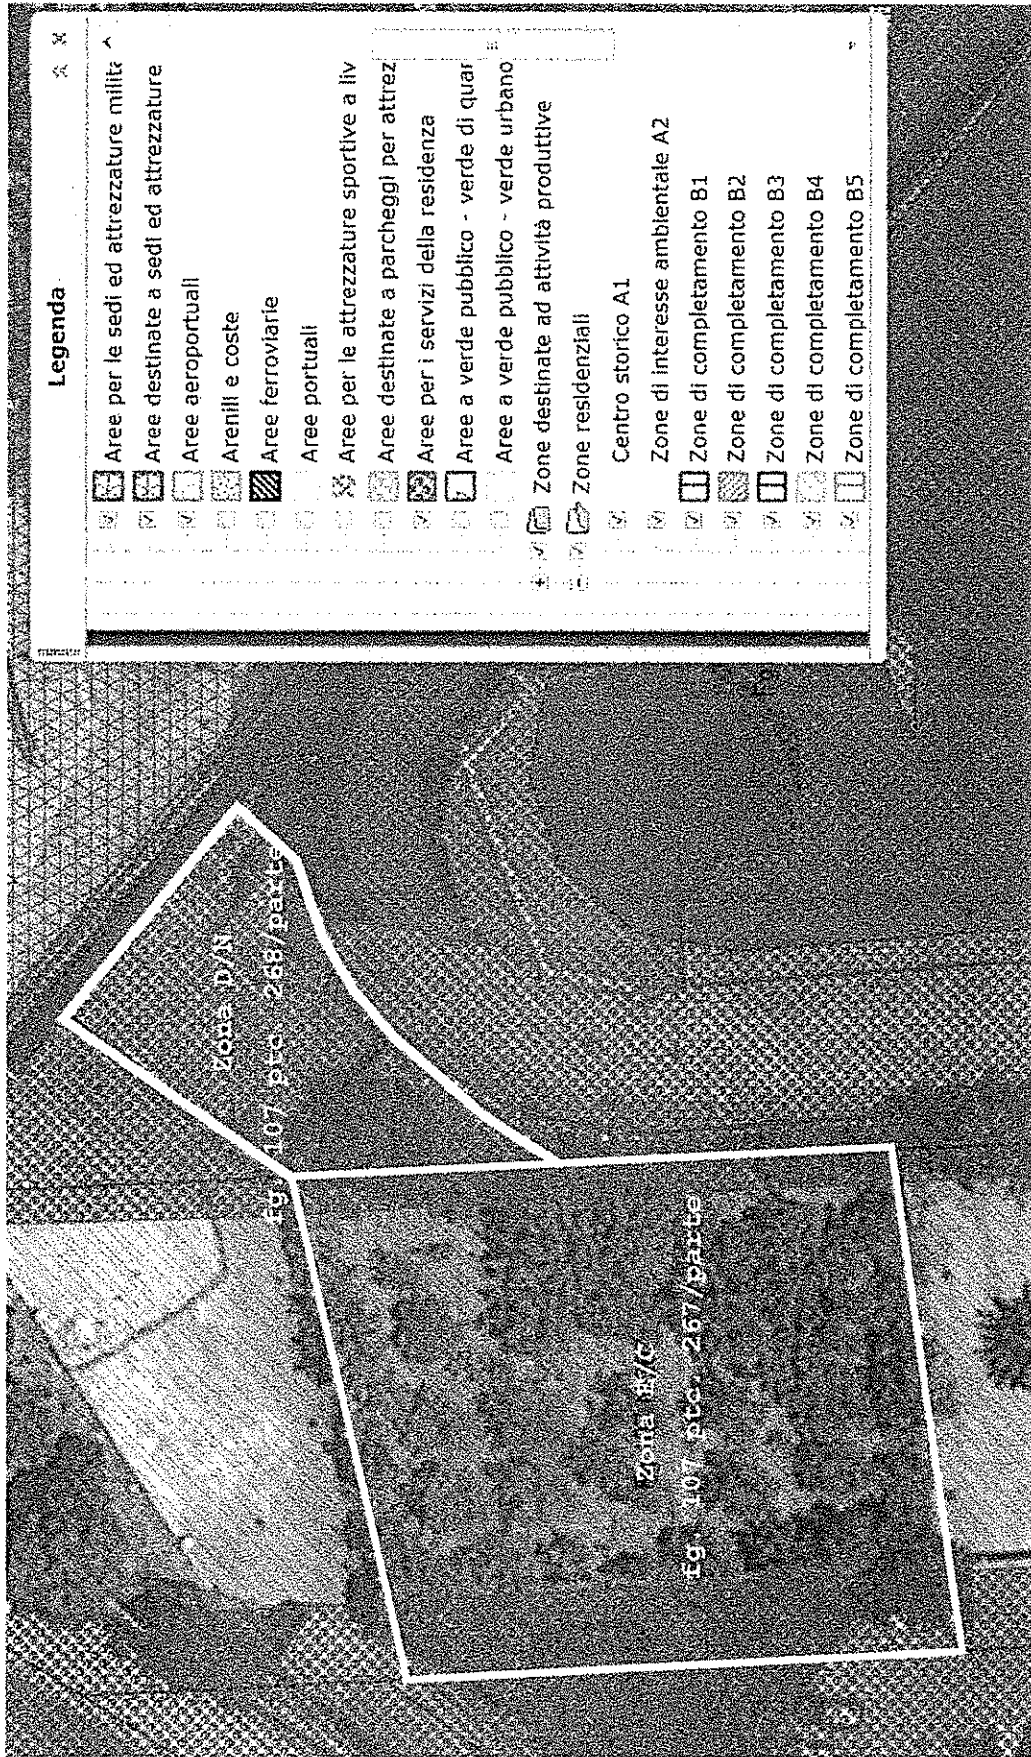 Legenda
Aree per le sedi ed attrezzature milita
Aree destinate a sedi ed attrezzature
Aree aeroportuali
Arenili e coste
Aree ferroviarie
Aree portuali
Aree per le attrezzature sportive a liv
Aree destinate a parcheggi per attrez
Aree per i servizi della residenza
Aree a verde pubblico - verde di quar
Aree a verde pubblico - verde urbano
Zone destinate ad attività produttive
Zone residenziali
Centro storico A1
Zone di interesse ambientale A2
Zone di completamento B1
Zone di completamento B2
Zone di completamento B3
Zone di completamento B4
Zone di completamento B5
Zona D/N
fg. 107 ptc. 268/parte
Zona
fg. 107 ptc. 267/parte